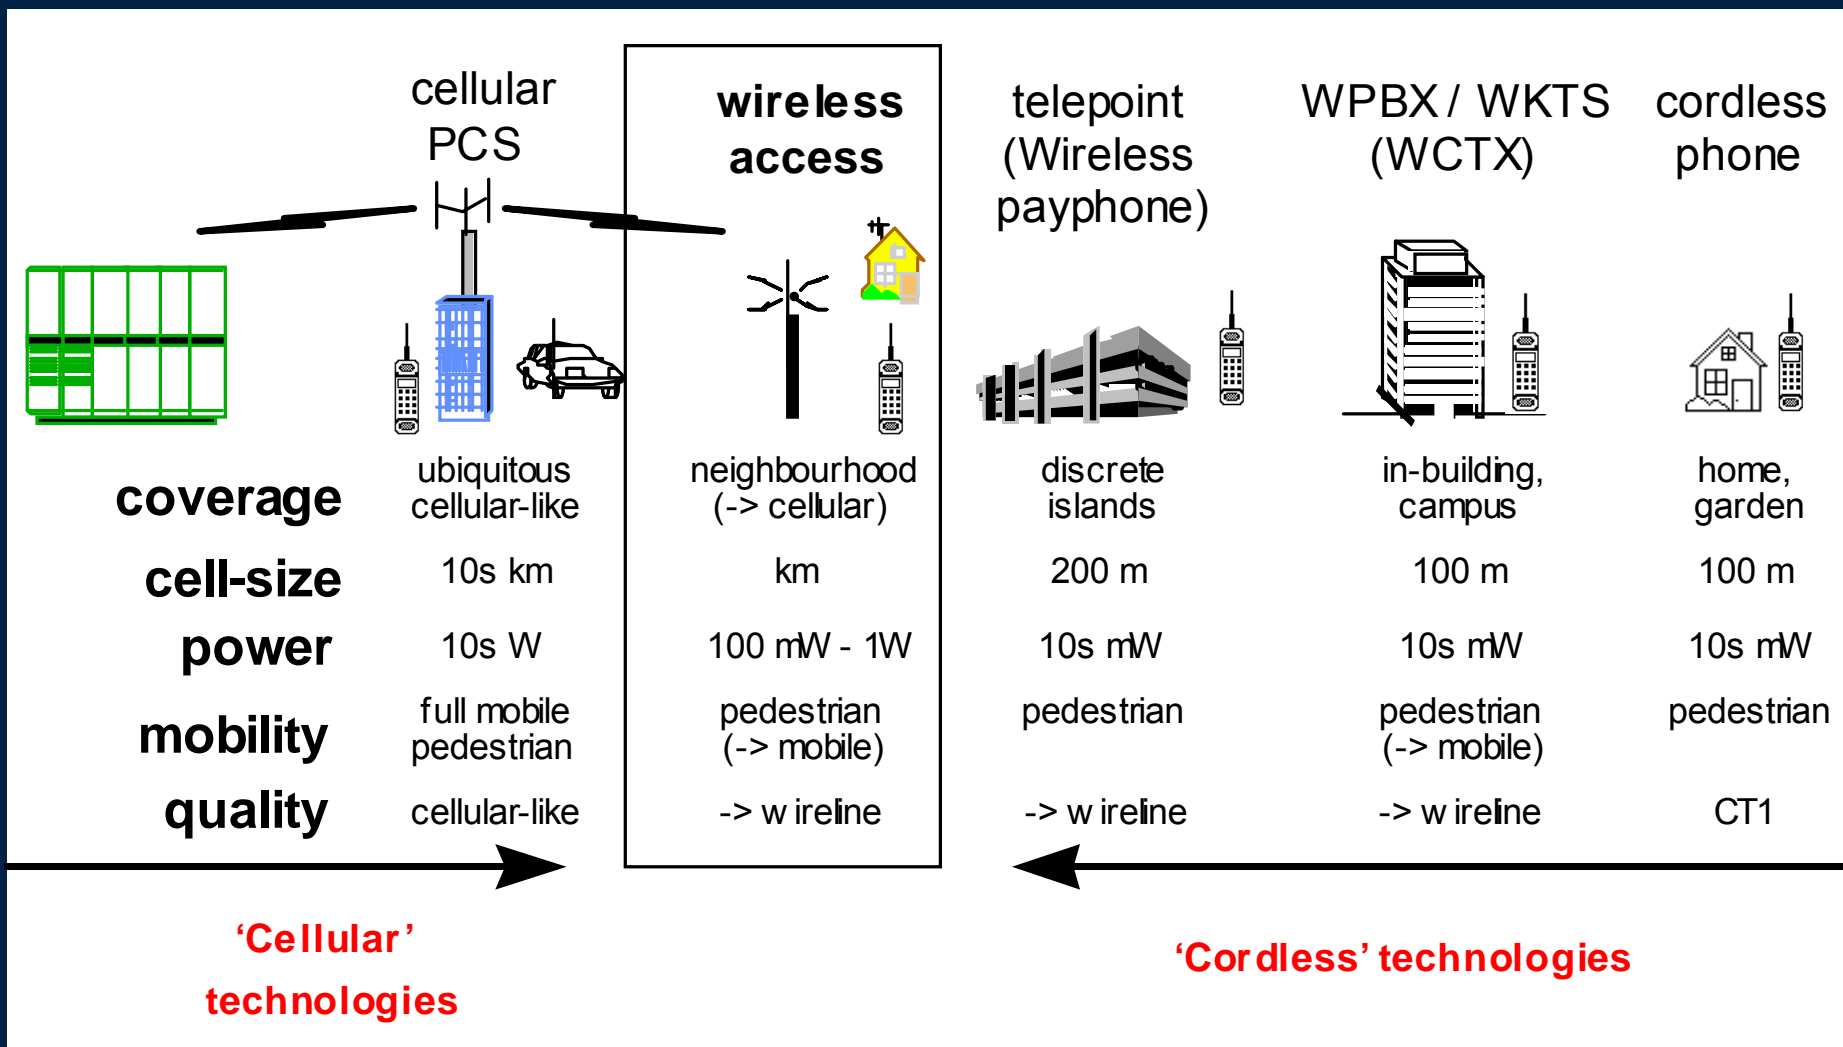 cellular
PCS
wireless
access
telepoint
(Wireless
payphone)
WPBX / WKTS
(WCTX)
cordless
phone
coverage
ubiquitous
cellular-like
neighbourhood
(-> cellular)
discrete
islands
in-building,
campus
home,
garden
cell-size
10s km
km
200 m
100 m
100 m
power
10s W
100 mW - 1W
10s mW
10s mW
10s mW
mobility
full mobile
pedestrian
pedestrian
(-> mobile)
pedestrian
pedestrian
(-> mobile)
pedestrian
quality
cellular-like
-> wireline
-> wireline
-> wireline
CT1
‘Cellular’
technologies
‘Cordless’ technologies